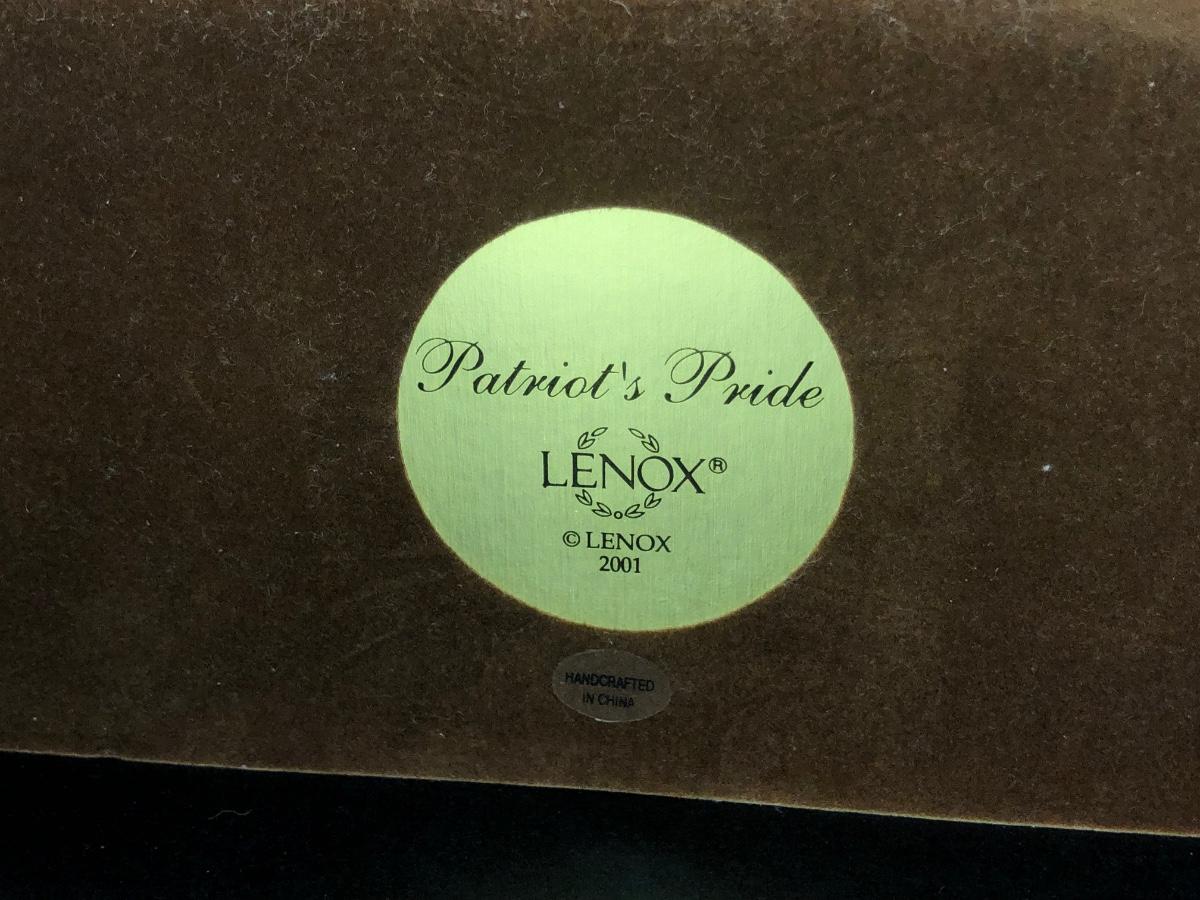 Patriot's Pride
LENOX®
© LENOX
2001
HANDCRAFTED
IN CHINA